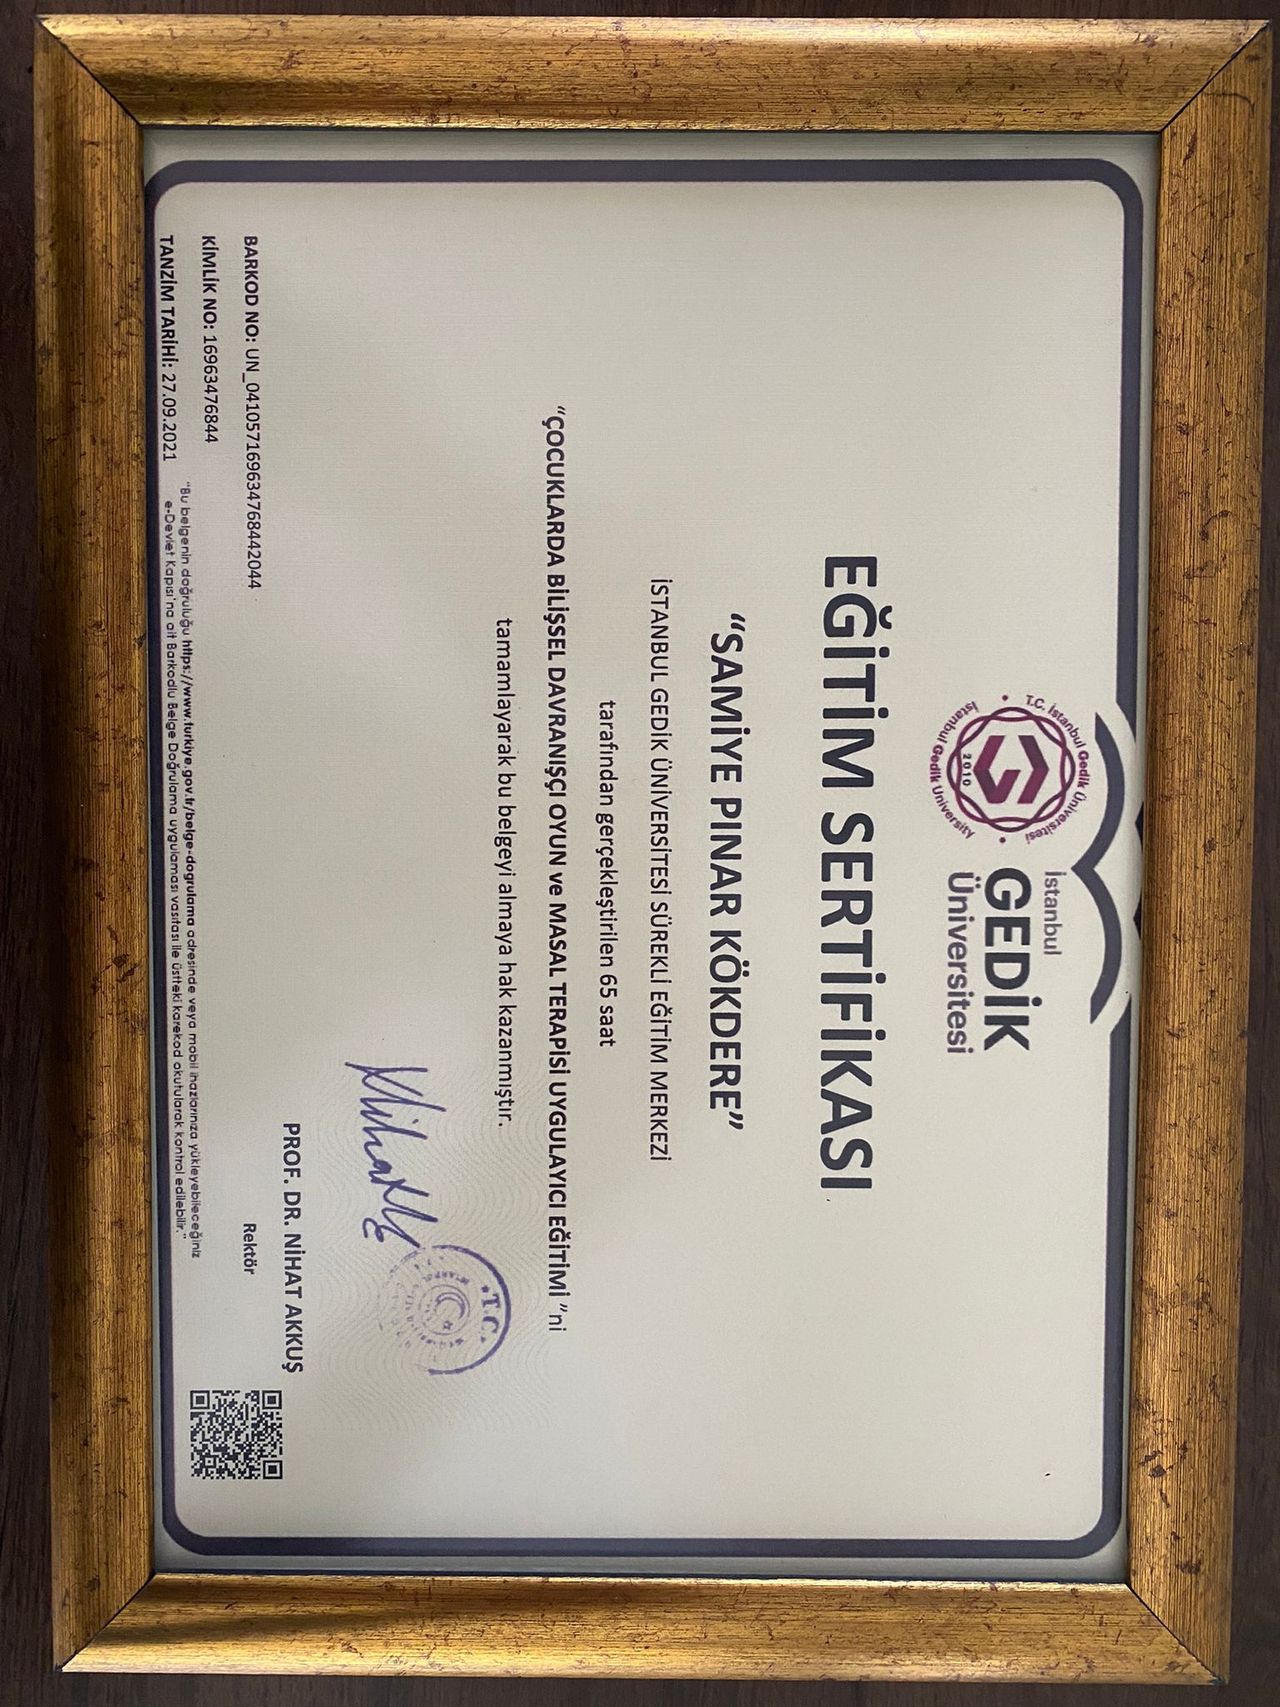 T.C. İstanbul Gedik Üniversitesi
İstanbul Gedik University
2010
İstanbul
GEDİK
Üniversitesi
EĞİTİM SERTİFİKASI
“SAMİYE PINAR KÖKDERE”
İSTANBUL GEDİK ÜNİVERSİTESİ SÜREKLİ EĞİTİM MERKEZİ
tarafından gerçekleştirilen 65 saat
“ÇOCUKLARDA BİLİŞSEL DAVRANIŞÇI OYUN ve MASAL TERAPİSİ UYGULAYICI EĞİTİMİ ”ni
tamamlayarak bu belgeyi almaya hak kazanmıştır.
T.C.
PROF. DR. NİHAT AKKUŞ
Rektör
BARKOD NO: UN_04105716963476844​2044
KİMLİK NO: 16963476844
TANZİM TARİHİ: 27.09.2021
“Bu belgenin doğruluğu https://www.turkiye.gov.tr/belge-dogrulama adresinde veya mobil ihazlarınıza yükleyebileceğiniz
e-Devlet Kapısı'na ait Barkodlu Belge Doğrulama uygulaması vasıtası ile üstteki karekod okutularak kontrol edilebilir.”